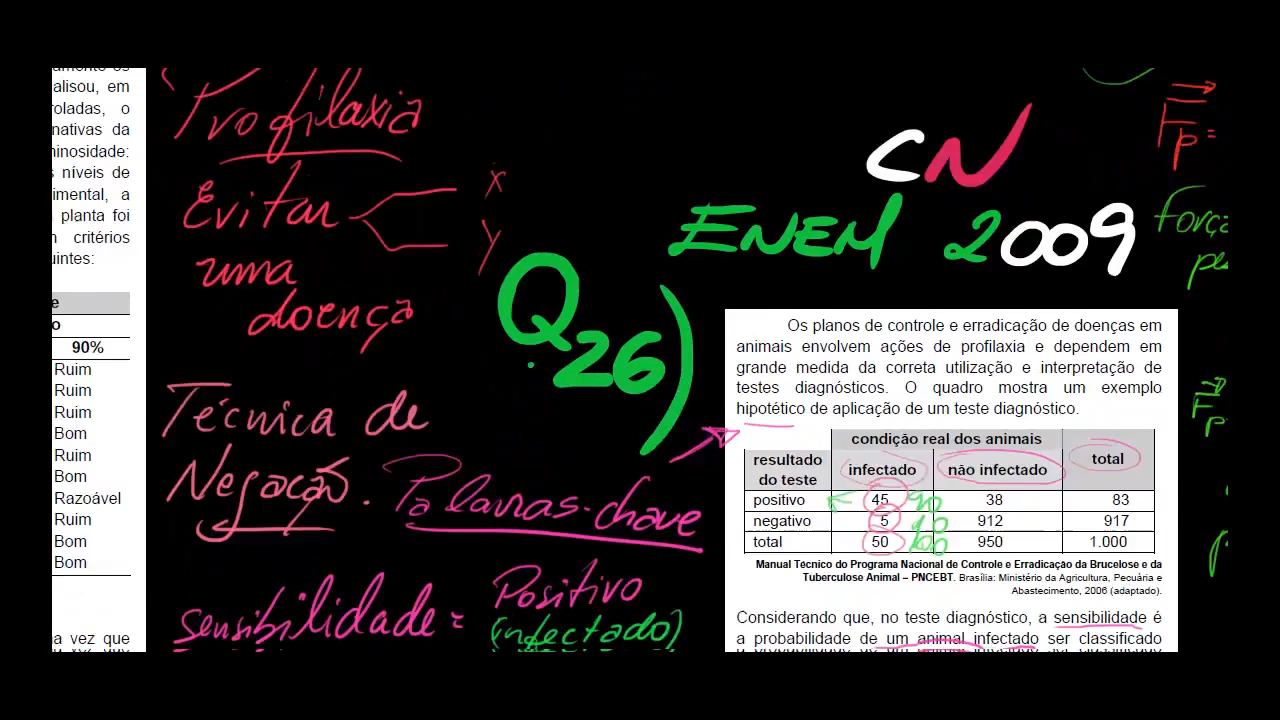 alisou, em
roladas, o
nativas da
minosidade:
s níveis de
imental, a
planta foi
m critérios
uintes:
e
o
90%
Ruim
Ruim
Ruim
Bom
Ruim
Bom
Razoável
Ruim
Bom
Bom
na vez que
Profilaxia
Evitar
x
y
uma
doença
Técnica de
Negação. Palavras-chave
sensibilidade = Positivo
(infectado)
CN
ENEM 2009
Q26)
Fp =
força
pe
Fp
Os planos de controle e erradicação de doenças em
animais envolvem ações de profilaxia e dependem em
grande medida da correta utilização e interpretação de
testes diagnósticos. O quadro mostra um exemplo
hipotético de aplicação de um teste diagnóstico.
condição real dos animais
resultado do teste infectado não infectado total
positivo 45 90 38 83
negativo 5 10 912 917
total 50 100 950 1.000
Manual Técnico do Programa Nacional de Controle e Erradicação da Brucelose e da
Tuberculose Animal – PNCEBT. Brasília: Ministério da Agricultura, Pecuária e
Abastecimento, 2006 (adaptado).
Considerando que, no teste diagnóstico, a sensibilidade é
a probabilidade de um animal infectado ser classificado